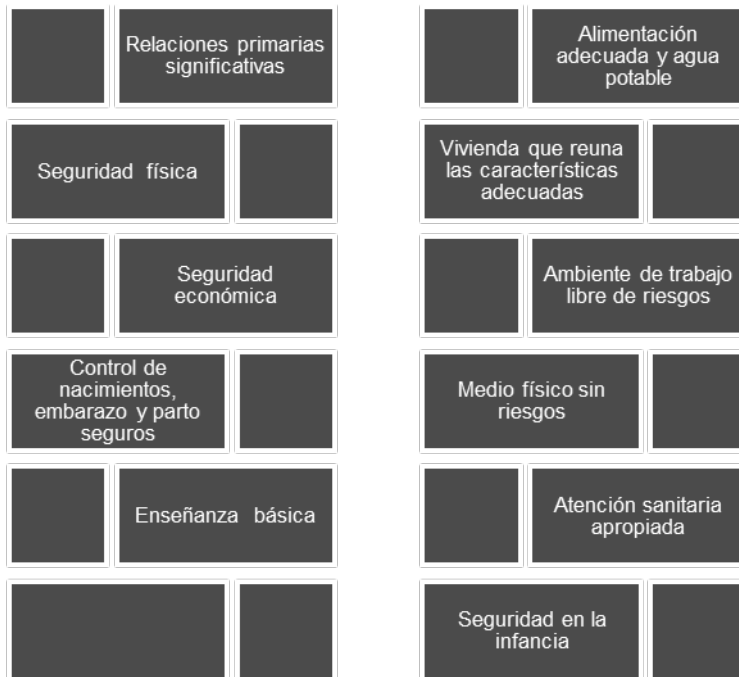 Relaciones primarias
significativas
Seguridad física
Seguridad
económica
Control de
nacimientos,
embarazo y parto
seguros
Enseñanza básica
Alimentación
adecuada y agua
potable
Vivienda que reuna
las características
adecuadas
Ambiente de trabajo
libre de riesgos
Medio físico sin
riesgos
Atención sanitaria
apropiada
Seguridad en la
infancia